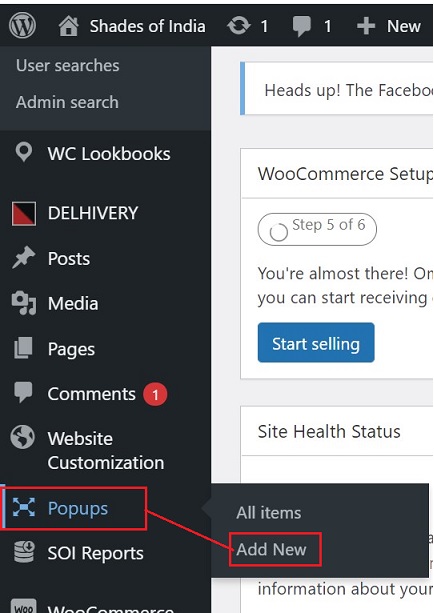 Shades of India 1 1 New
User searches
Admin search
Heads up! The Facebo
WC Lookbooks
WooCommerce Setup
DELHIVERY
Step 5 of 6
Posts
You're almost there! On
you can start receiving
Media
Pages
Start selling
Comments 1
Site Health Status
Website
Customization
Popups
All items
SOI Reports
Add New
information about your
Woo WooCommerce